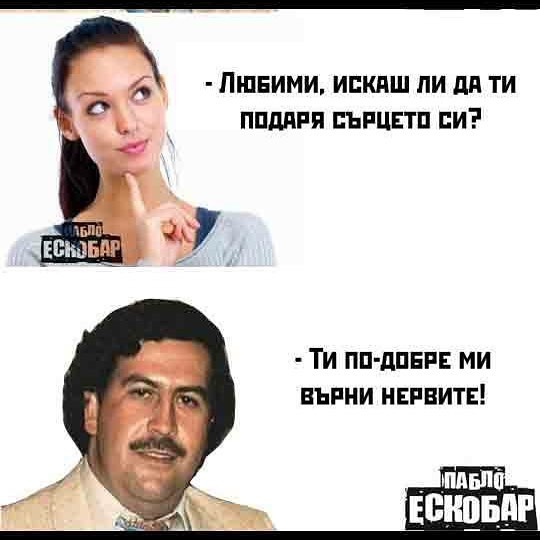 - Любими, искаш ли да ти
подаря сърцето си?
ПАБЛО
ЕСКОБАР
- Ти по-добре ми
върни нервите!
ПАБЛО
ЕСКОБАР